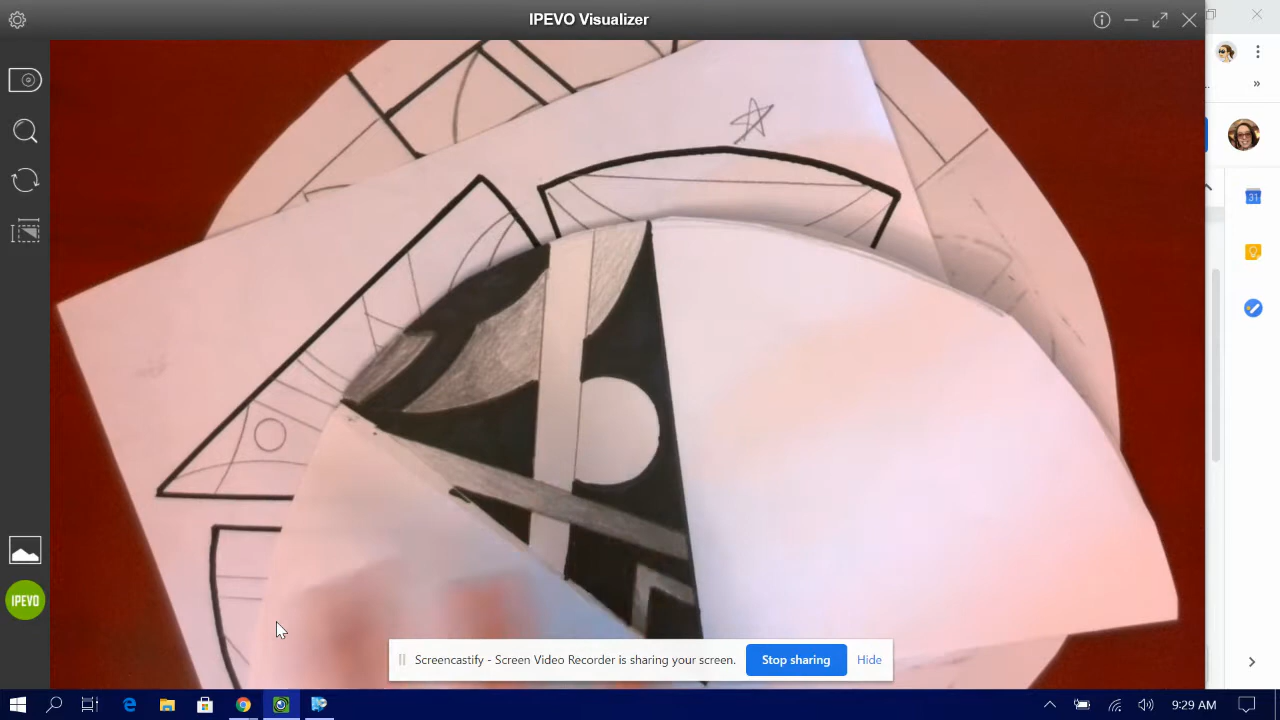 IPEVO Visualizer
31
IPEVO
Screencastify - Screen Video Recorder is sharing your screen.
Stop sharing
Hide
9:29 AM